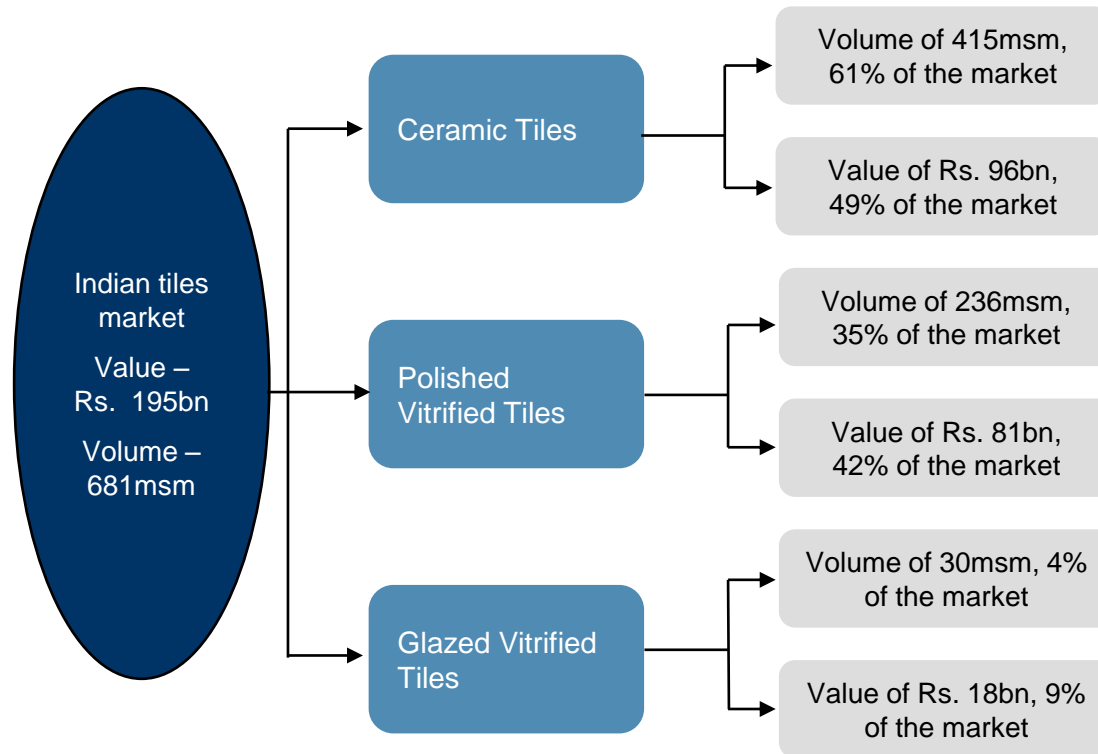 Indian tiles
market
Value –
Rs. 195bn
Volume –
681msm
Ceramic Tiles
Volume of 415msm,
61% of the market
Value of Rs. 96bn,
49% of the market
Polished
Vitrified Tiles
Volume of 236msm,
35% of the market
Value of Rs. 81bn,
42% of the market
Glazed Vitrified
Tiles
Volume of 30msm, 4%
of the market
Value of Rs. 18bn, 9%
of the market